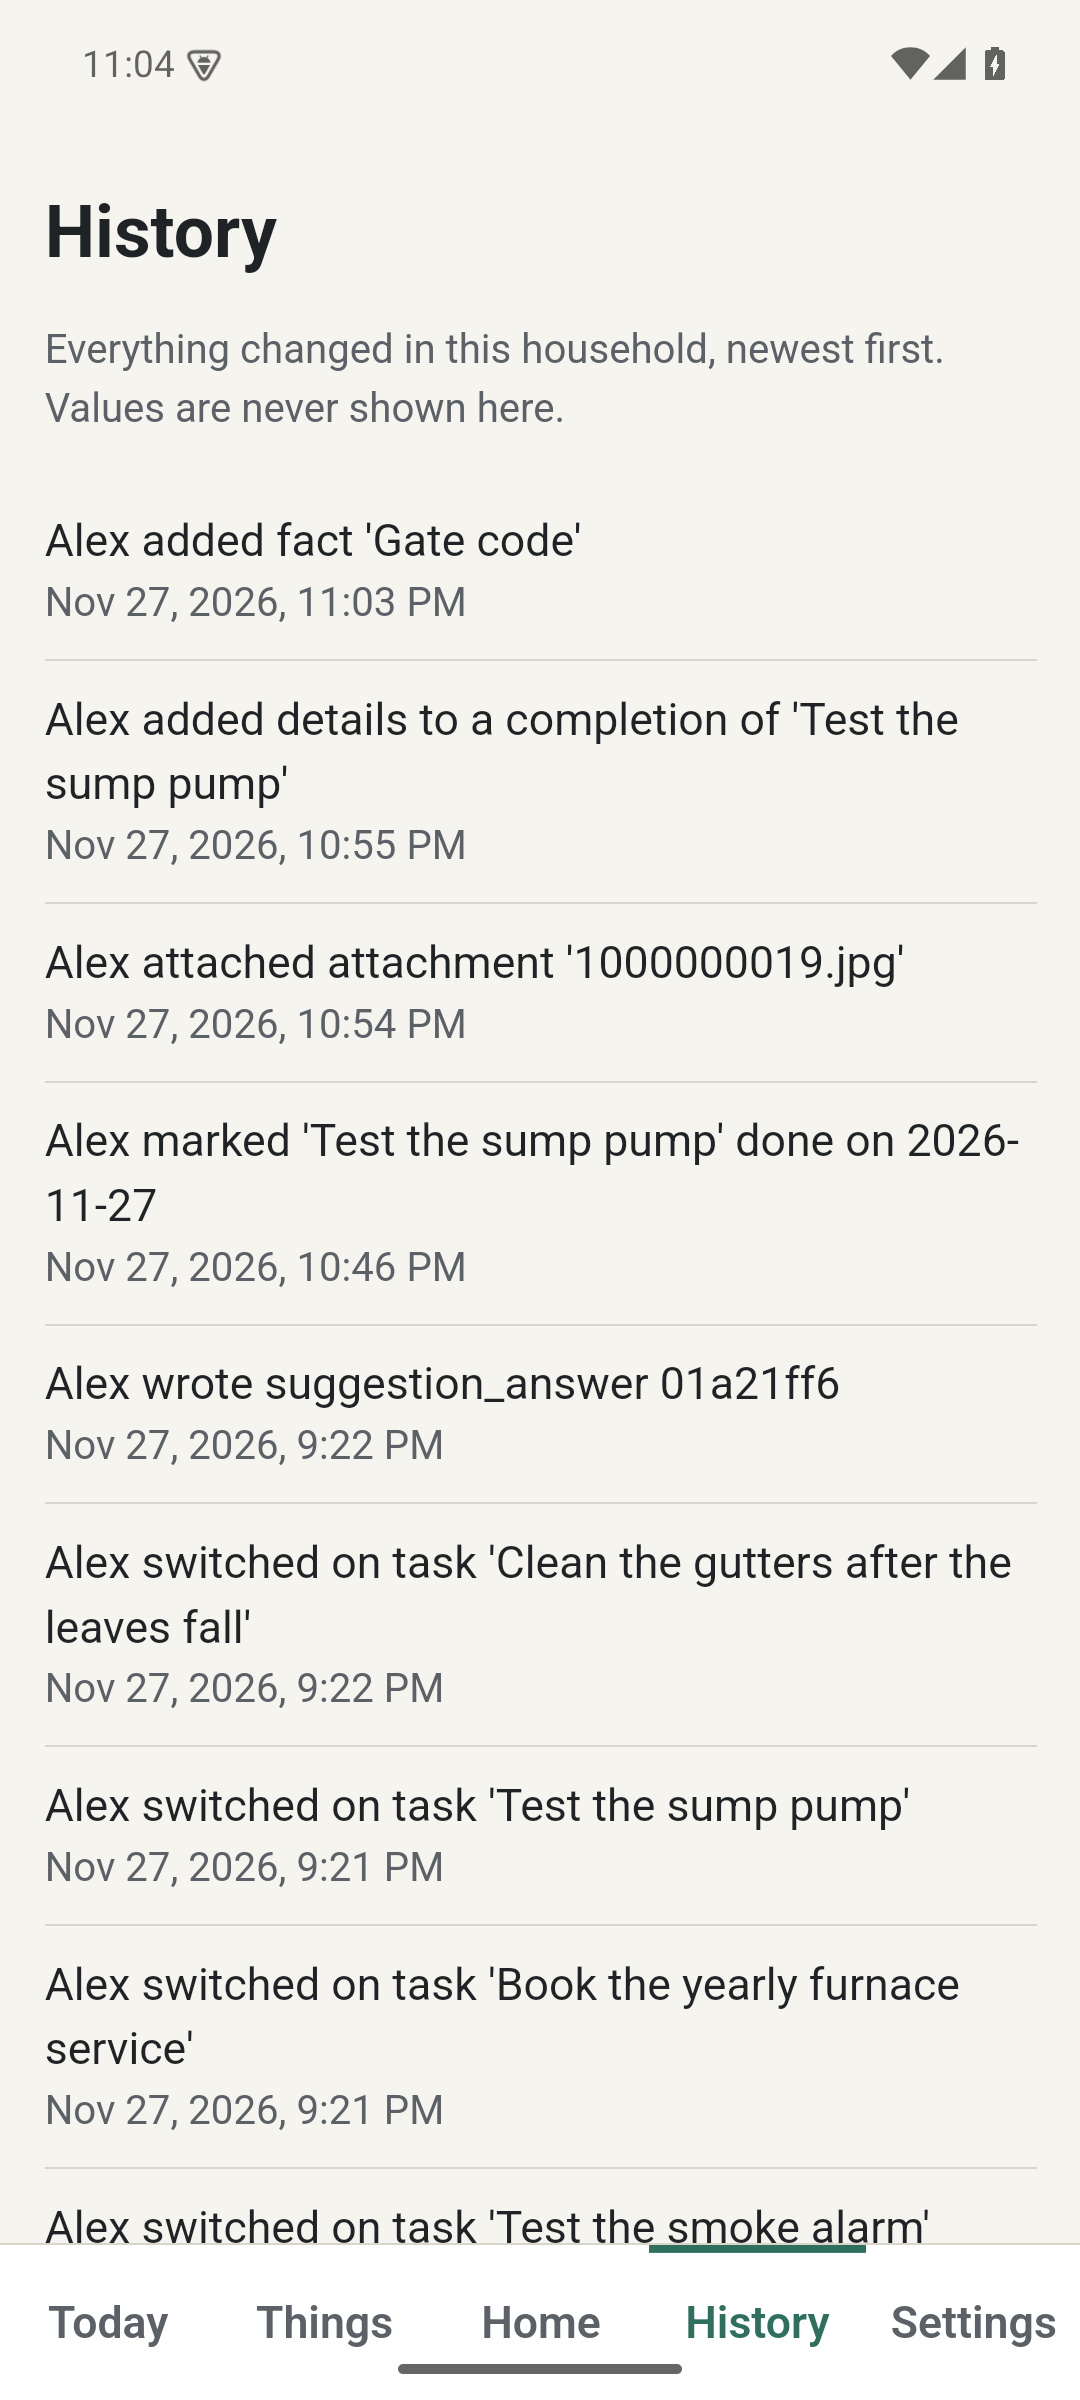 11:04
History
Everything changed in this household, newest first.
Values are never shown here.
Alex added fact 'Gate code'
Nov 27, 2026, 11:03 PM
Alex added details to a completion of 'Test the
sump pump'
Nov 27, 2026, 10:55 PM
Alex attached attachment '1000000019.jpg'
Nov 27, 2026, 10:54 PM
Alex marked 'Test the sump pump' done on 2026-
11-27
Nov 27, 2026, 10:46 PM
Alex wrote suggestion_answer 01a21ff6
Nov 27, 2026, 9:22 PM
Alex switched on task 'Clean the gutters after the
leaves fall'
Nov 27, 2026, 9:22 PM
Alex switched on task 'Test the sump pump'
Nov 27, 2026, 9:21 PM
Alex switched on task 'Book the yearly furnace
service'
Nov 27, 2026, 9:21 PM
Alex switched on task 'Test the smoke alarm'
Today Things Home History Settings